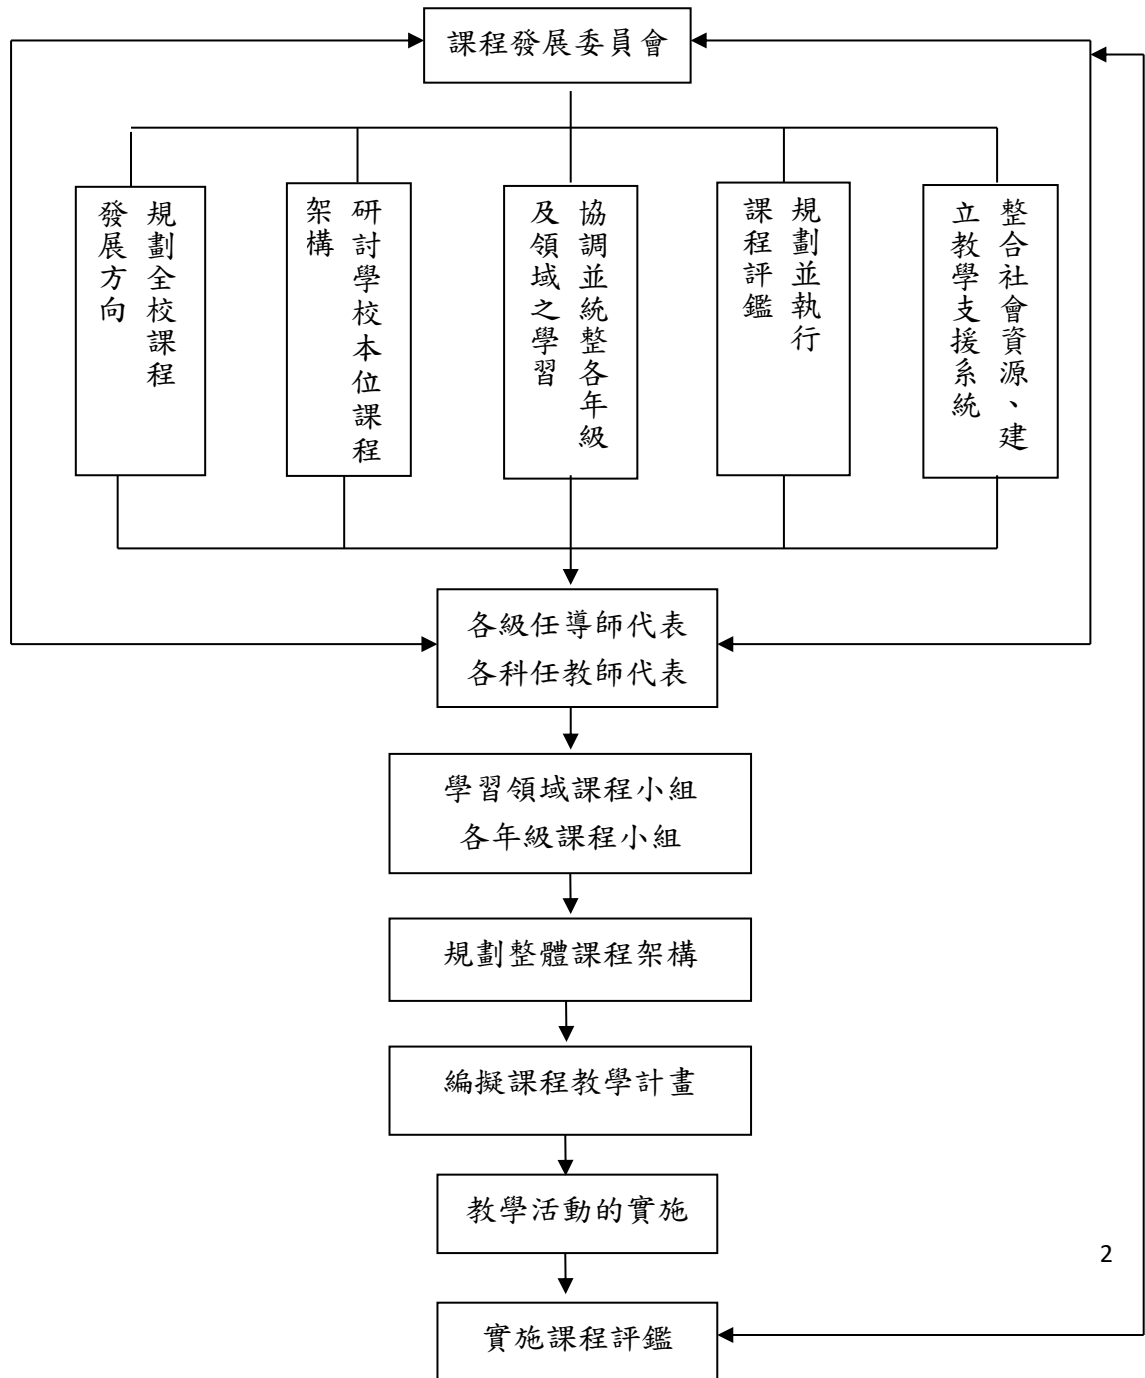 課程發展委員會
規劃全校課程
發展方向
研討學校本位課程
架構
協調並統整各年級
及領域之學習
規劃並執行
課程評鑑
整合社會資源、建
立教學支援系統
各級任導師代表
各科任教師代表
學習領域課程小組
各年級課程小組
規劃整體課程架構
編擬課程教學計畫
教學活動的實施
2
實施課程評鑑